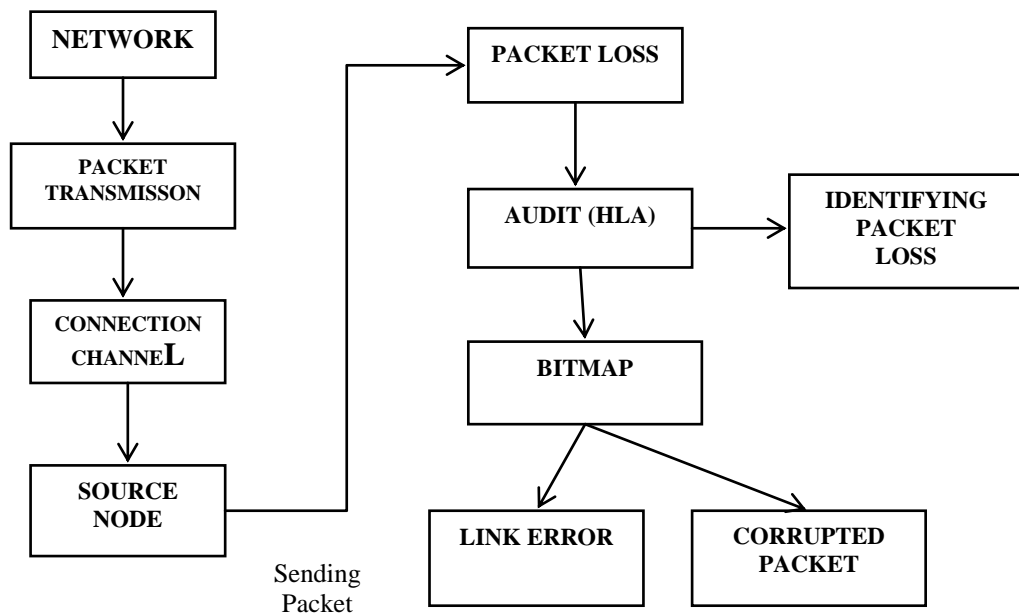 NETWORK
PACKET
TRANSMISSON
CONNECTION
CHANNEL
SOURCE
NODE
Sending
Packet
PACKET LOSS
AUDIT (HLA)
IDENTIFYING
PACKET
LOSS
BITMAP
LINK ERROR
CORRUPTED
PACKET